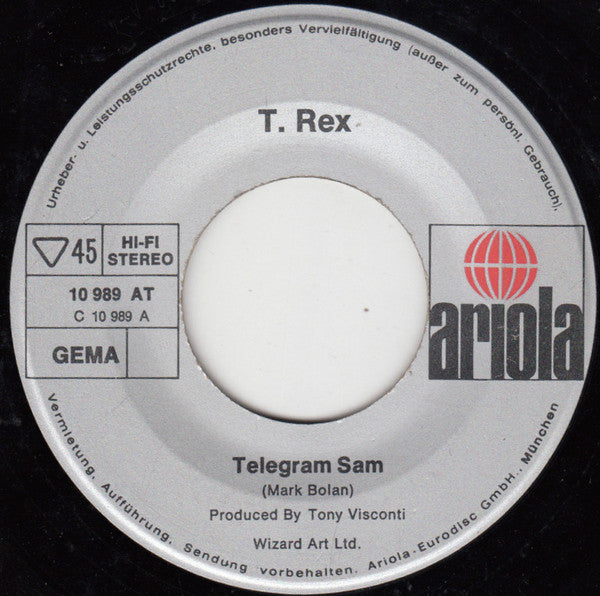 Urheber- u. Leistungsschutzrechte, besonders Vervielfältigung (außer zum persönl. Gebrauch),
T. Rex
45
HI-FI
STEREO
10 989 AT
C 10 989 A
GEMA
ariola
Telegram Sam
(Mark Bolan)
Produced By Tony Visconti
Wizard Art Ltd.
Vermietung, Aufführung, Sendung vorbehalten. Ariola-Eurodisc GmbH., München